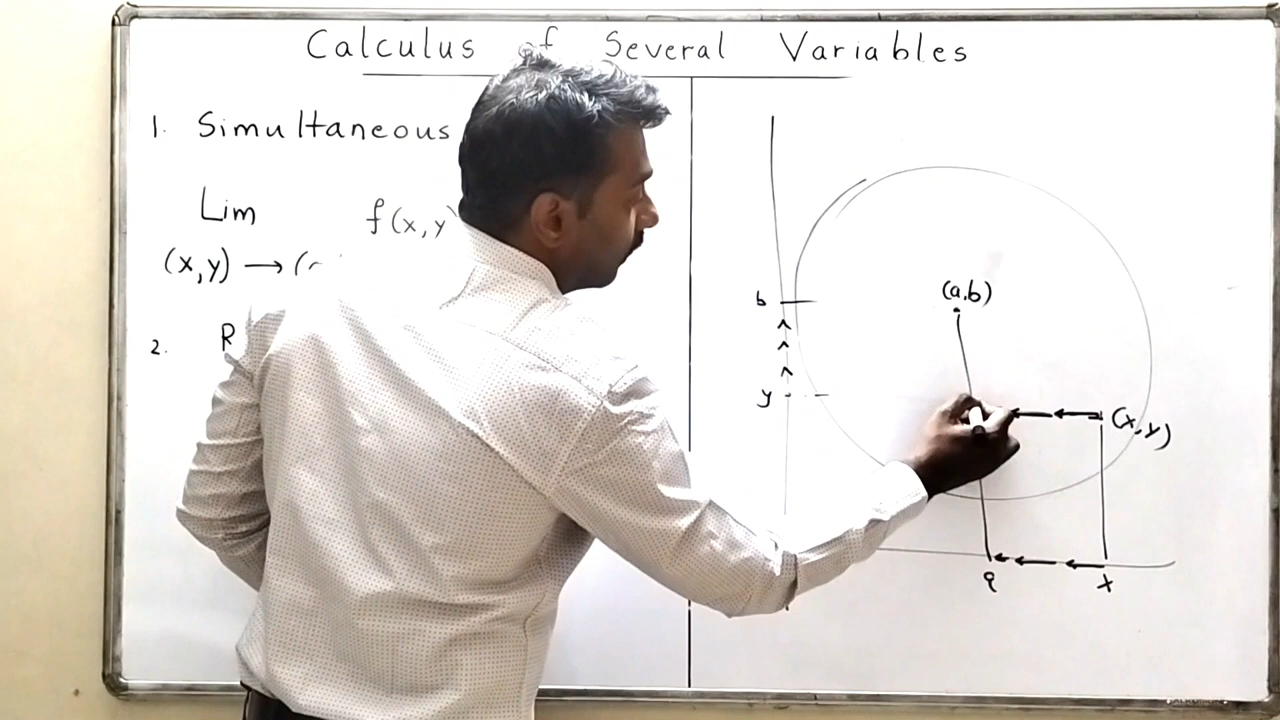 Calculus of Several Variables
1. Simultaneous
Lim f(x,y)
(x,y) → (
2. R
(a,b)
b
y
(x,y)
a
x